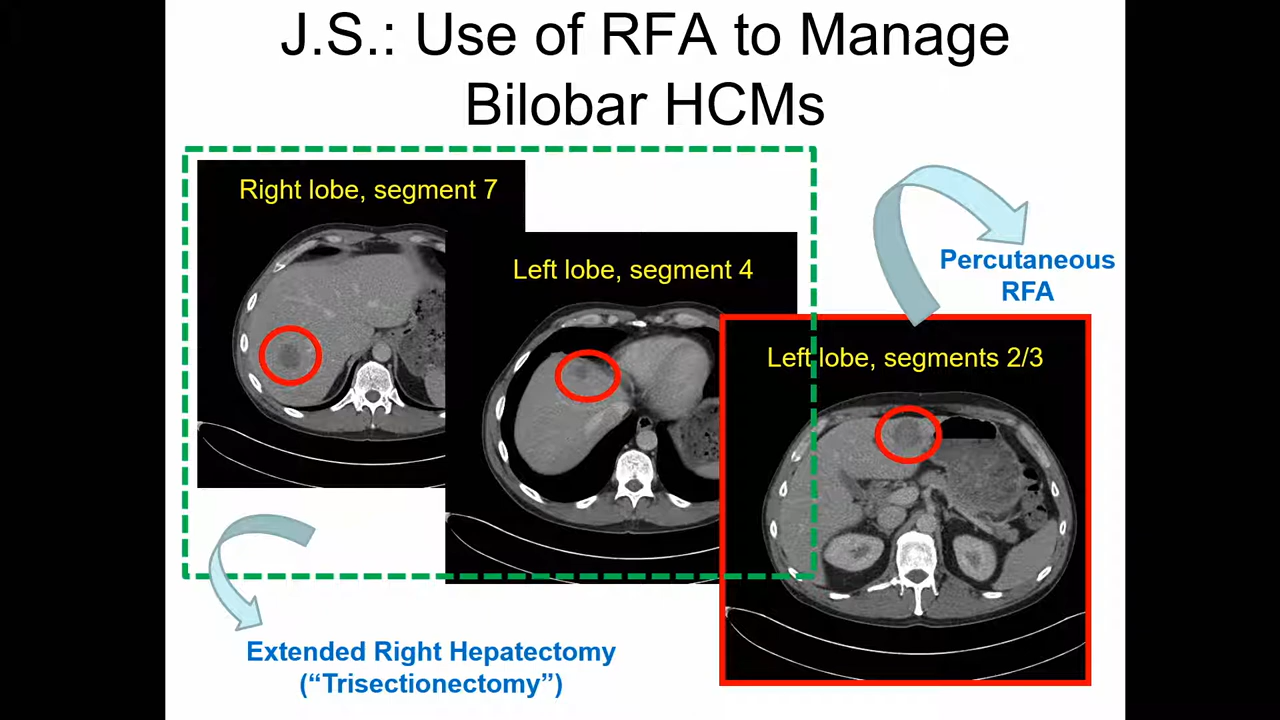 J.S.: Use of RFA to Manage
Bilobar HCMs
Right lobe, segment 7
Left lobe, segment 4
Percutaneous
RFA
Left lobe, segments 2/3
Extended Right Hepatectomy
(“Trisectionectomy”)